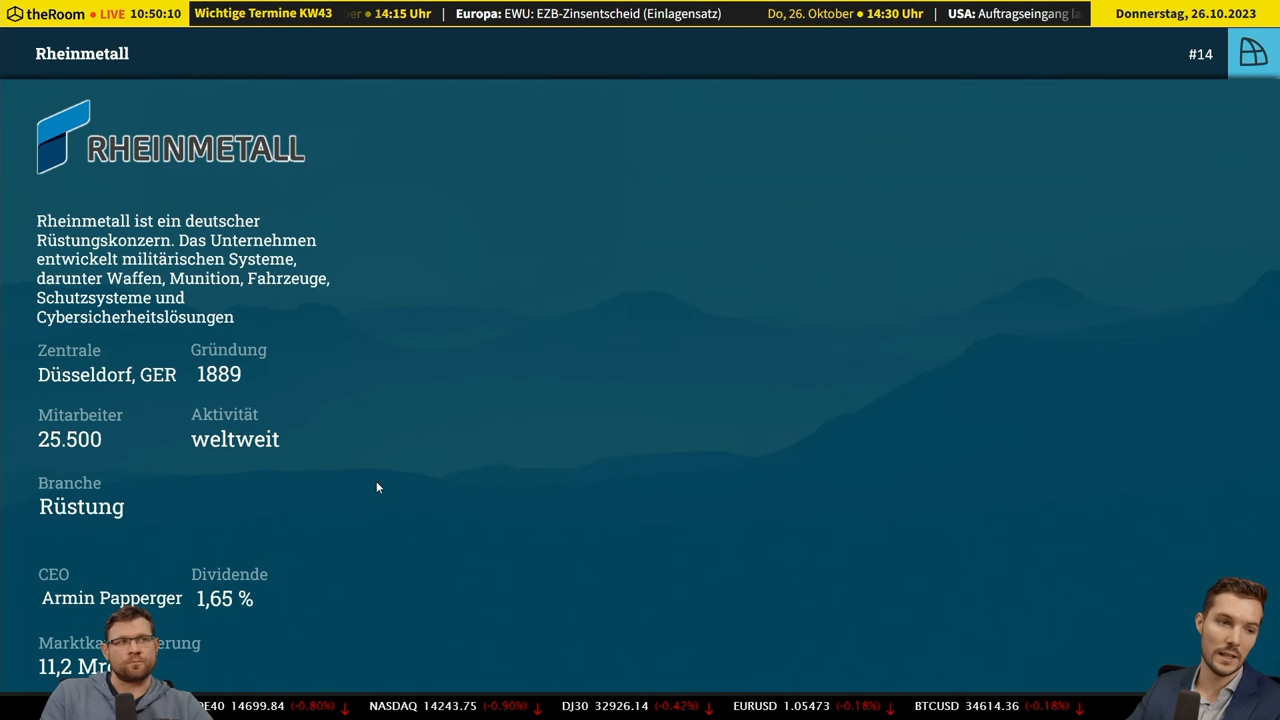 theRoom ● LIVE 10:50:10
Wichtige Termine KW43
● 14:15 Uhr | Europa: EWU: EZB-Zinsentscheid (Einlagensatz) Do, 26. Oktober ● 14:30 Uhr | USA: Auftragseingang
Donnerstag, 26.10.2023
Rheinmetall
#14
RHEINMETALL
Rheinmetall ist ein deutscher
Rüstungskonzern. Das Unternehmen
entwickelt militärischen Systeme,
darunter Waffen, Munition, Fahrzeuge,
Schutzsysteme und
Cybersicherheitslösungen
Zentrale Gründung
Düsseldorf, GER 1889
Mitarbeiter Aktivität
25.500 weltweit
Branche
Rüstung
CEO Dividende
Armin Papperger 1,65 %
11,2
14699.84 (-0.80%) ↓ NASDAQ 14243.75 (-0.90%) ↓ DJ30 32926.14 (-0.42%) ↓ EURUSD 1.05473 (-0.18%) ↓ BTCUSD 34614.36 (-0.18%) ↓